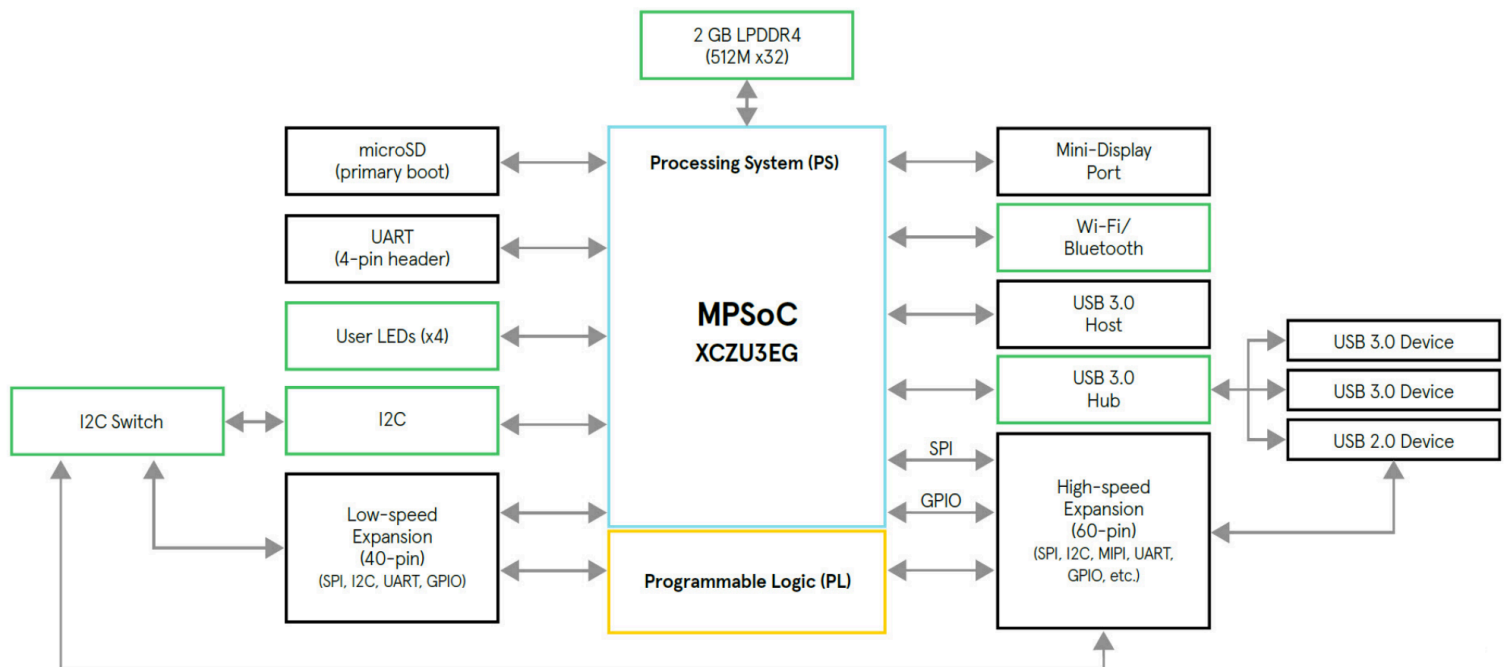 2 GB LPDDR4
(512M x32)
microSD
(primary boot)
UART
(4-pin header)
User LEDs (x4)
I2C Switch
I2C
Low-speed
Expansion
(40-pin)
(SPI, I2C, UART, GPIO)
Processing System (PS)
MPSoC
XCZU3EG
Programmable Logic (PL)
SPI
GPIO
Mini-Display
Port
Wi-Fi/
Bluetooth
USB 3.0
Host
USB 3.0
Hub
High-speed
Expansion
(60-pin)
(SPI, I2C, MIPI, UART,
GPIO, etc.)
USB 3.0 Device
USB 3.0 Device
USB 2.0 Device